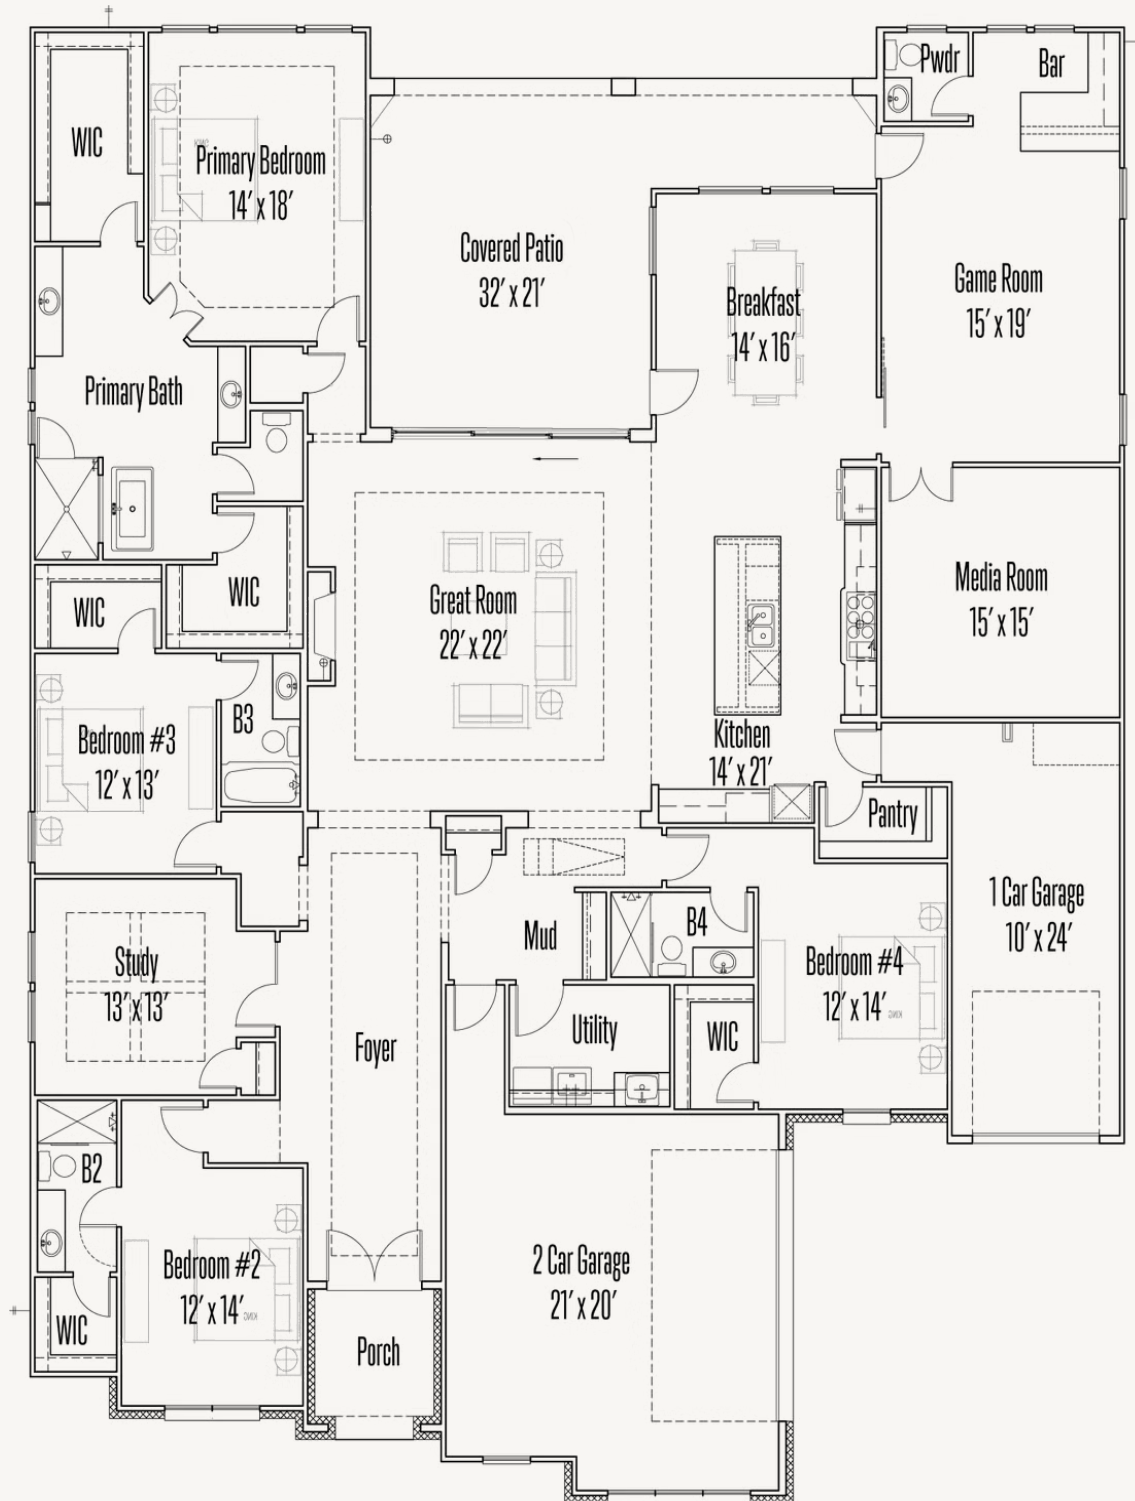 Pwdr
Bar
WIC
Primary Bedroom
14' x 18'
Covered Patio
32' x 21'
Breakfast
14' x 16'
Game Room
15' x 19'
Primary Bath
WIC
WIC
Great Room
22' x 22'
Media Room
15' x 15'
B3
Bedroom #3
12' x 13'
Kitchen
14' x 21'
Pantry
1 Car Garage
10' x 24'
Mud
B4
Study
13' x 13'
Bedroom #4
12' x 14'
KING
Utility
WIC
Foyer
B2
Bedroom #2
12' x 14'
KING
2 Car Garage
21' x 20'
WIC
Porch